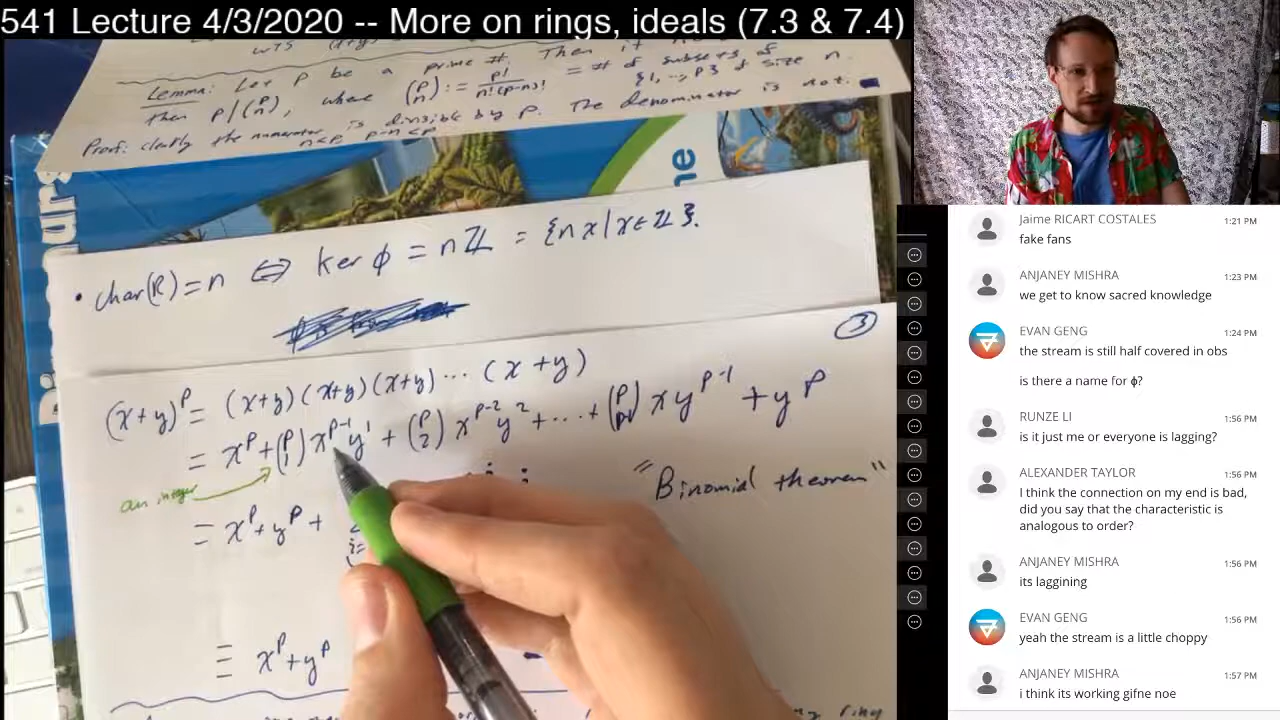 541 Lecture 4/3/2020 -- More on rings, ideals (7.3 & 7.4)
WTS
Lemma: Let P be a prime #. Then if
then P | (P n), where (P n) := P!/n!(P-n)! = # of subsets of {1, .., P} of size n.
Proof: clearly the numerator is divisible by p. The denominator is not.
n<p p-n<p
ne
• char(R) = n ⇔ ker ϕ = nℤ = {nx | x ∈ ℤ}.
3
(x+y)^P = (x+y)(x+y)(x+y)⋯(x+y)
= x^P + (P 1) x^{P-1} y^1 + (P 2) x^{P-2} y^2 + ⋯ + (P P-1) x y^{P-1} + y^P
an integer
"Binomial theorem"
= x^P + y^P +
≡ x^P + y^P
ring
Jaime RICART COSTALES 1:21 PM
fake fans
ANJANEY MISHRA 1:23 PM
we get to know sacred knowledge
EVAN GENG 1:24 PM
the stream is still half covered in obs
is there a name for ϕ?
RUNZE LI 1:56 PM
is it just me or everyone is lagging?
ALEXANDER TAYLOR 1:56 PM
I think the connection on my end is bad,
did you say that the characteristic is
analogous to order?
ANJANEY MISHRA 1:56 PM
its laggining
EVAN GENG 1:56 PM
yeah the stream is a little choppy
ANJANEY MISHRA 1:57 PM
i think its working gifne noe